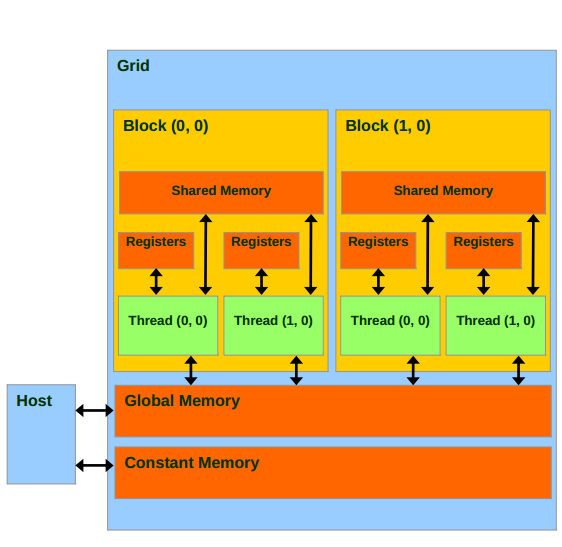 Grid
Block (0, 0)
Block (1, 0)
Shared Memory
Shared Memory
Registers
Registers
Registers
Registers
Thread (0, 0)
Thread (1, 0)
Thread (0, 0)
Thread (1, 0)
Host
Global Memory
Constant Memory